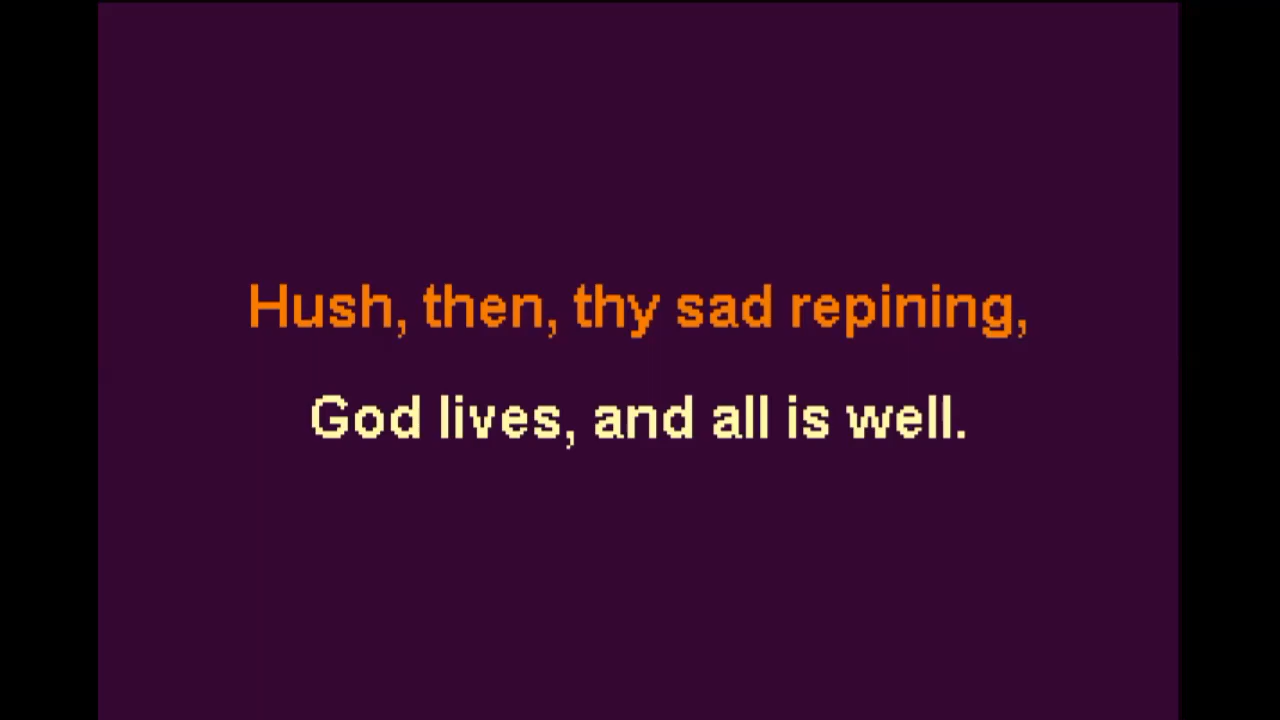 Hush, then, thy sad repining,
God lives, and all is well.